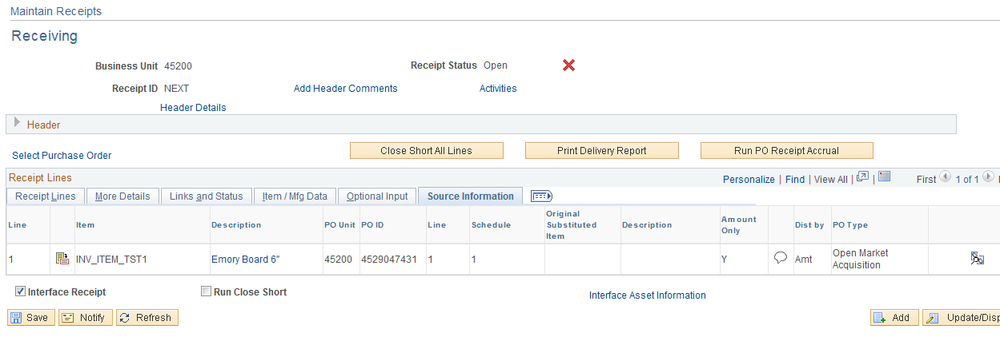 Maintain Receipts
Receiving
Business Unit 45200 Receipt Status Open
Receipt ID NEXT Add Header Comments Activities
Header Details
Header
Select Purchase Order Close Short All Lines Print Delivery Report Run PO Receipt Accrual
Receipt Lines Personalize | Find | View All | | First 1 of 1
Receipt Lines More Details Links and Status Item / Mfg Data Optional Input Source Information
Line Item Description PO Unit PO ID Line Schedule Original Substituted Item Description Amount Only Dist by PO Type
1 INV_ITEM_TST1 Emory Board 6" 45200 4529047431 1 1 Y Amt Open Market Acquisition
Interface Receipt Run Close Short Interface Asset Information
Save Notify Refresh Add Update/Disp